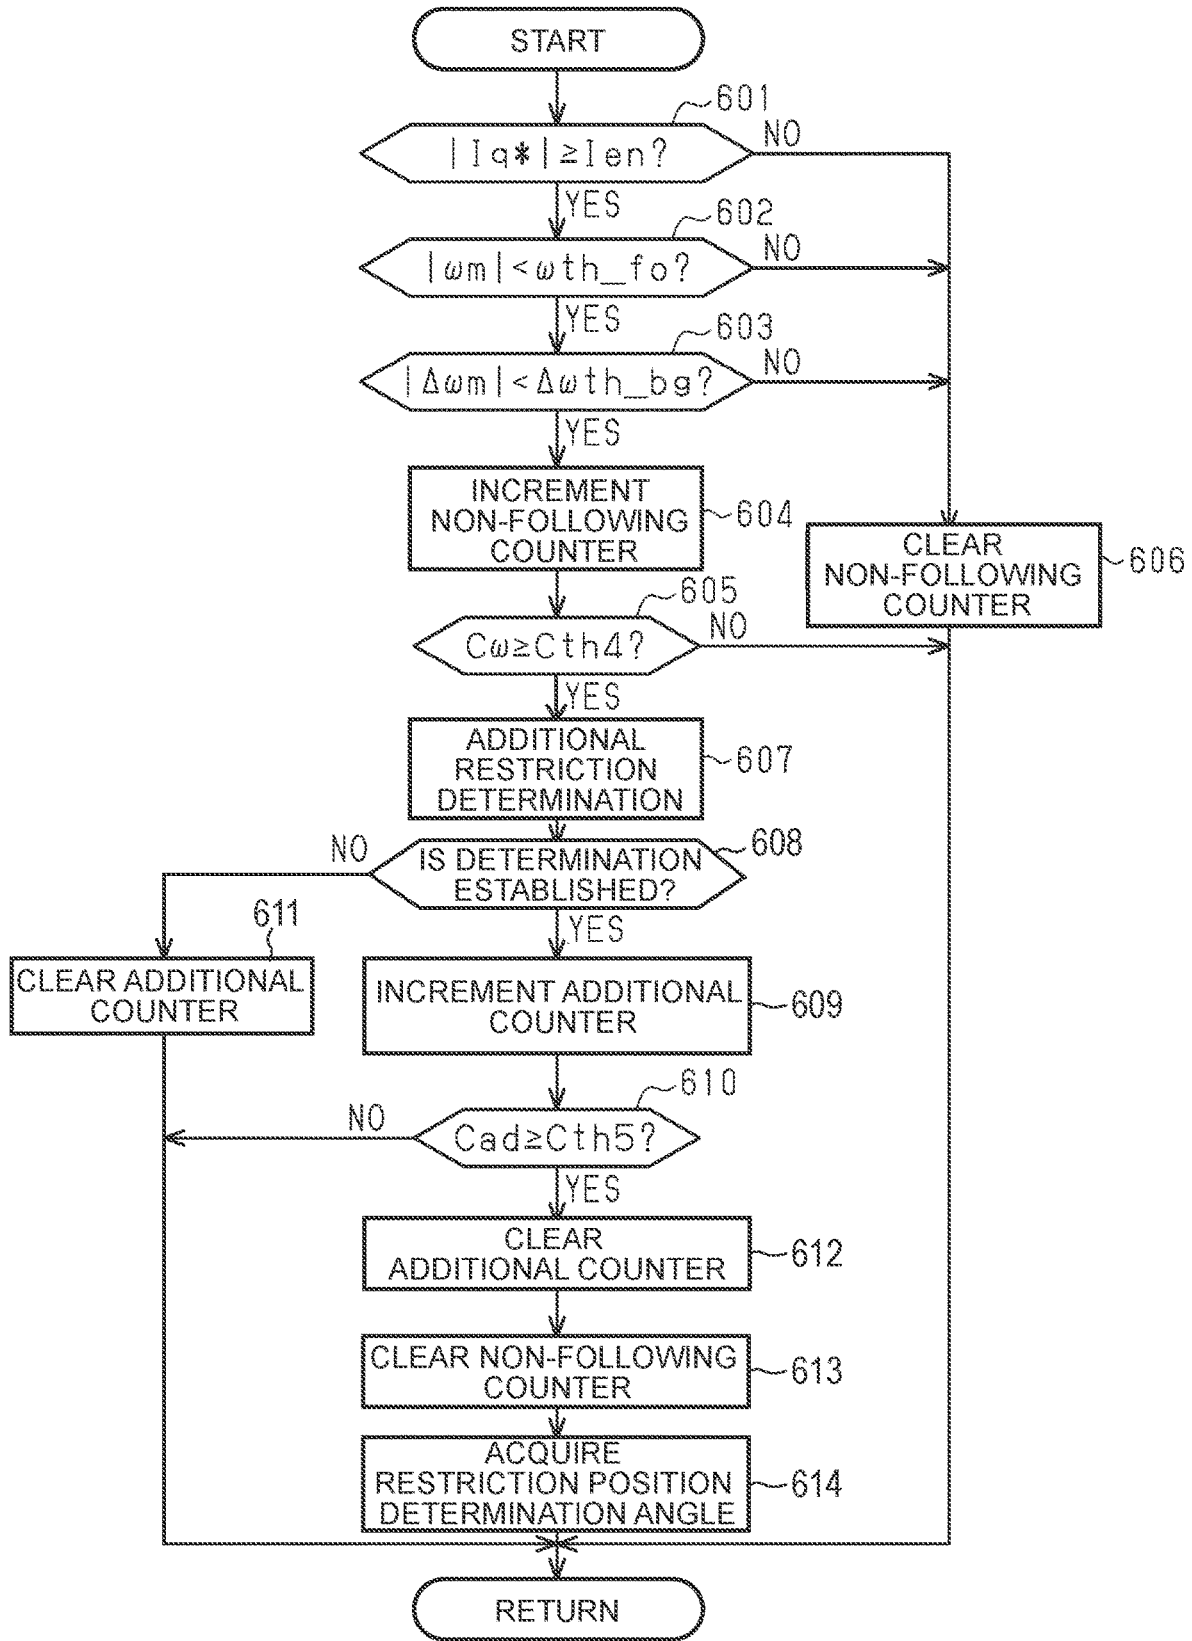 START
601
|Iq*|≥Ien?
NO
YES
602
|ωm|<ωth_fo?
NO
YES
603
|Δωm|<Δωth_bg?
NO
YES
INCREMENT
NON-FOLLOWING
COUNTER
604
CLEAR
NON-FOLLOWING
COUNTER
606
605
Cω≥Cth4?
NO
YES
ADDITIONAL
RESTRICTION
DETERMINATION
607
608
IS DETERMINATION
ESTABLISHED?
NO
YES
611
CLEAR ADDITIONAL
COUNTER
INCREMENT ADDITIONAL
COUNTER
609
610
Cad≥Cth5?
NO
YES
CLEAR
ADDITIONAL COUNTER
612
CLEAR NON-FOLLOWING
COUNTER
613
ACQUIRE
RESTRICTION POSITION
DETERMINATION ANGLE
614
RETURN